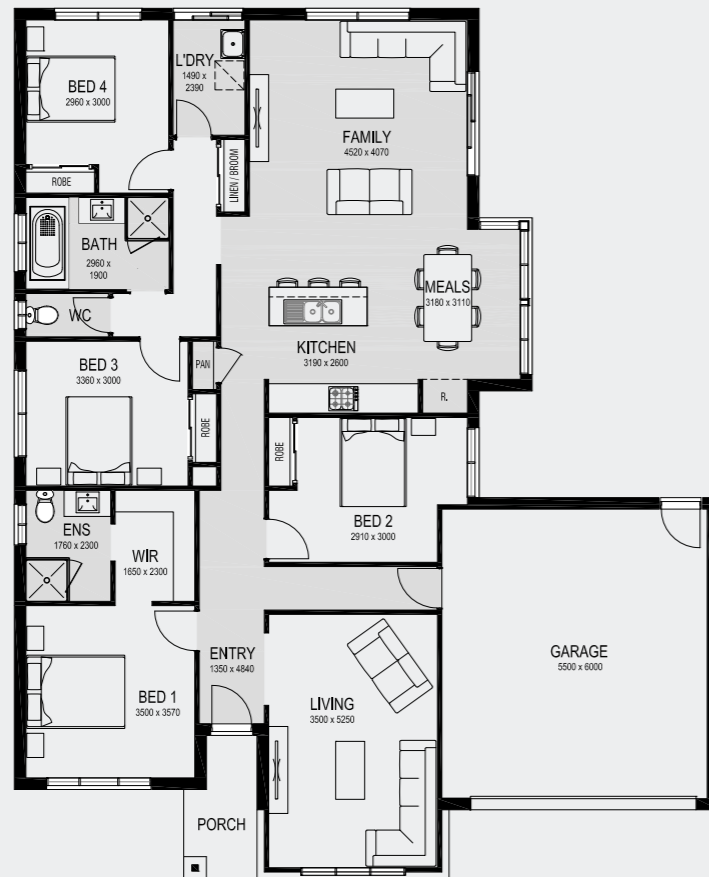 BED 4
2960 x 3000
L'DRY
1490 x
2390
FAMILY
4520 x 4070
ROBE
LINEN / BROOM
BATH
2960 x
1900
MEALS
3180 x 3110
WC
KITCHEN
3190 x 2600
BED 3
3360 x 3000
PAN
R.
ROBE
ROBE
BED 2
2910 x 3000
ENS
1760 x 2300
WIR
1650 x 2300
ENTRY
1350 x 4840
GARAGE
5500 x 6000
BED 1
3500 x 3570
LIVING
3500 x 5250
PORCH